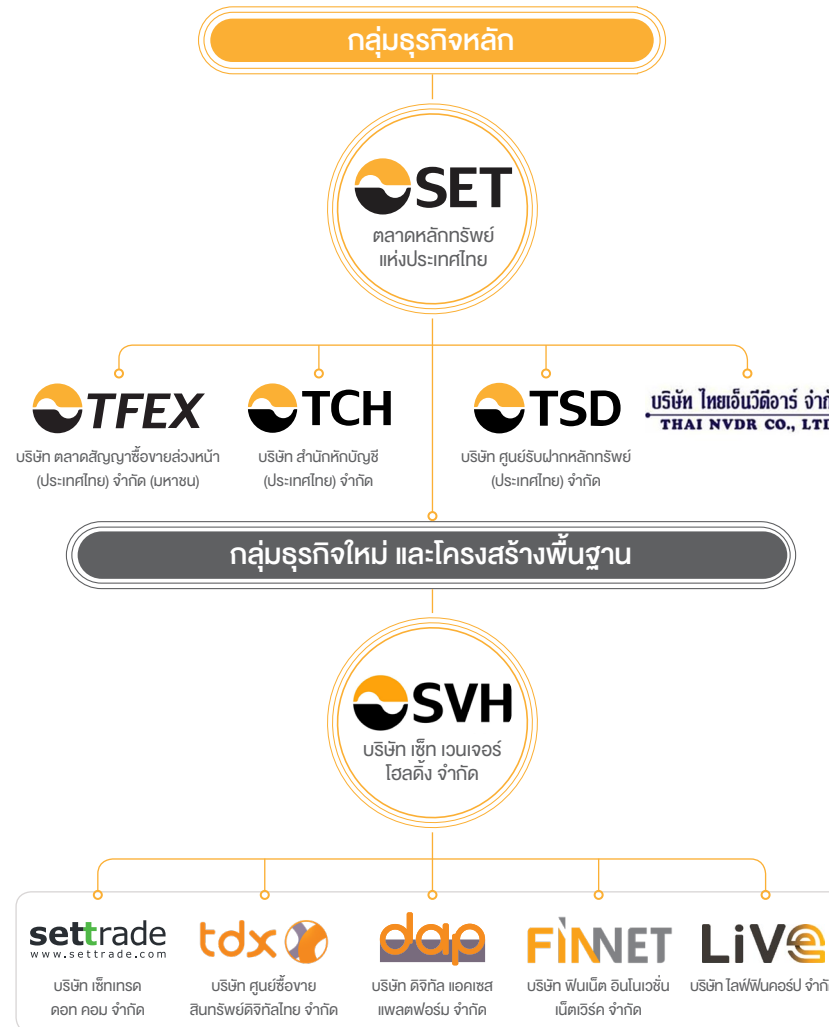 กลุ่มธุรกิจหลัก
SET
ตลาดหลักทรัพย์
แห่งประเทศไทย
TFEX
บริษัท ตลาดสัญญาซื้อขายล่วงหน้า
(ประเทศไทย) จำกัด (มหาชน)
TCH
บริษัท สำนักหักบัญชี
(ประเทศไทย) จำกัด
TSD
บริษัท ศูนย์รับฝากหลักทรัพย์
(ประเทศไทย) จำกัด
บริษัท ไทยเอ็นวีดีอาร์
THAI NVDR CO.,
กลุ่มธุรกิจใหม่ และโครงสร้างพื้นฐาน
SVH
บริษัท เซ็ท เวนเจอร์
โฮลดิ้ง จำกัด
settrade
www.settrade.com
บริษัท เซ็ทเทรด
ดอท คอม จำกัด
tdx
บริษัท ศูนย์ซื้อขาย
สินทรัพย์ดิจิทัลไทย จำกัด
dap
บริษัท ดิจิทัล แอคเซส
แพลตฟอร์ม จำกัด
FINNET
บริษัท ฟินเน็ต อินโนเวชั่น
เน็ตเวิร์ค จำกัด
LiVe
บริษัท ไลฟ์ฟินคอร์ป